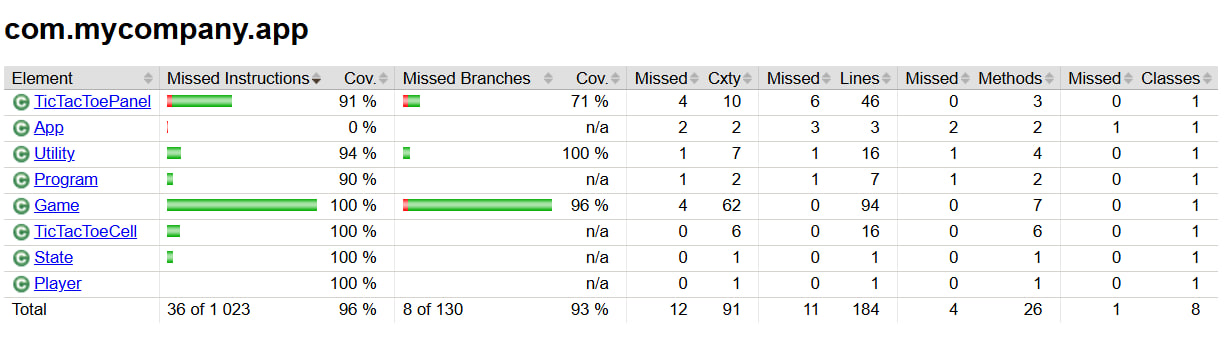 com.mycompany.app
Element Missed Instructions Cov. Missed Branches Cov. Missed Cxty Missed Lines Missed Methods Missed Classes
C TicTacToePanel 91 % 71 % 4 10 6 46 0 3 0 1
C App 0 % n/a 2 2 3 3 2 2 1 1
C Utility 94 % 100 % 1 7 1 16 1 4 0 1
C Program 90 % n/a 1 2 1 7 1 2 0 1
C Game 100 % 96 % 4 62 0 94 0 7 0 1
C TicTacToeCell 100 % n/a 0 6 0 16 0 6 0 1
C State 100 % n/a 0 1 0 1 0 1 0 1
C Player 100 % n/a 0 1 0 1 0 1 0 1
Total 36 of 1 023 96 % 8 of 130 93 % 12 91 11 184 4 26 1 8